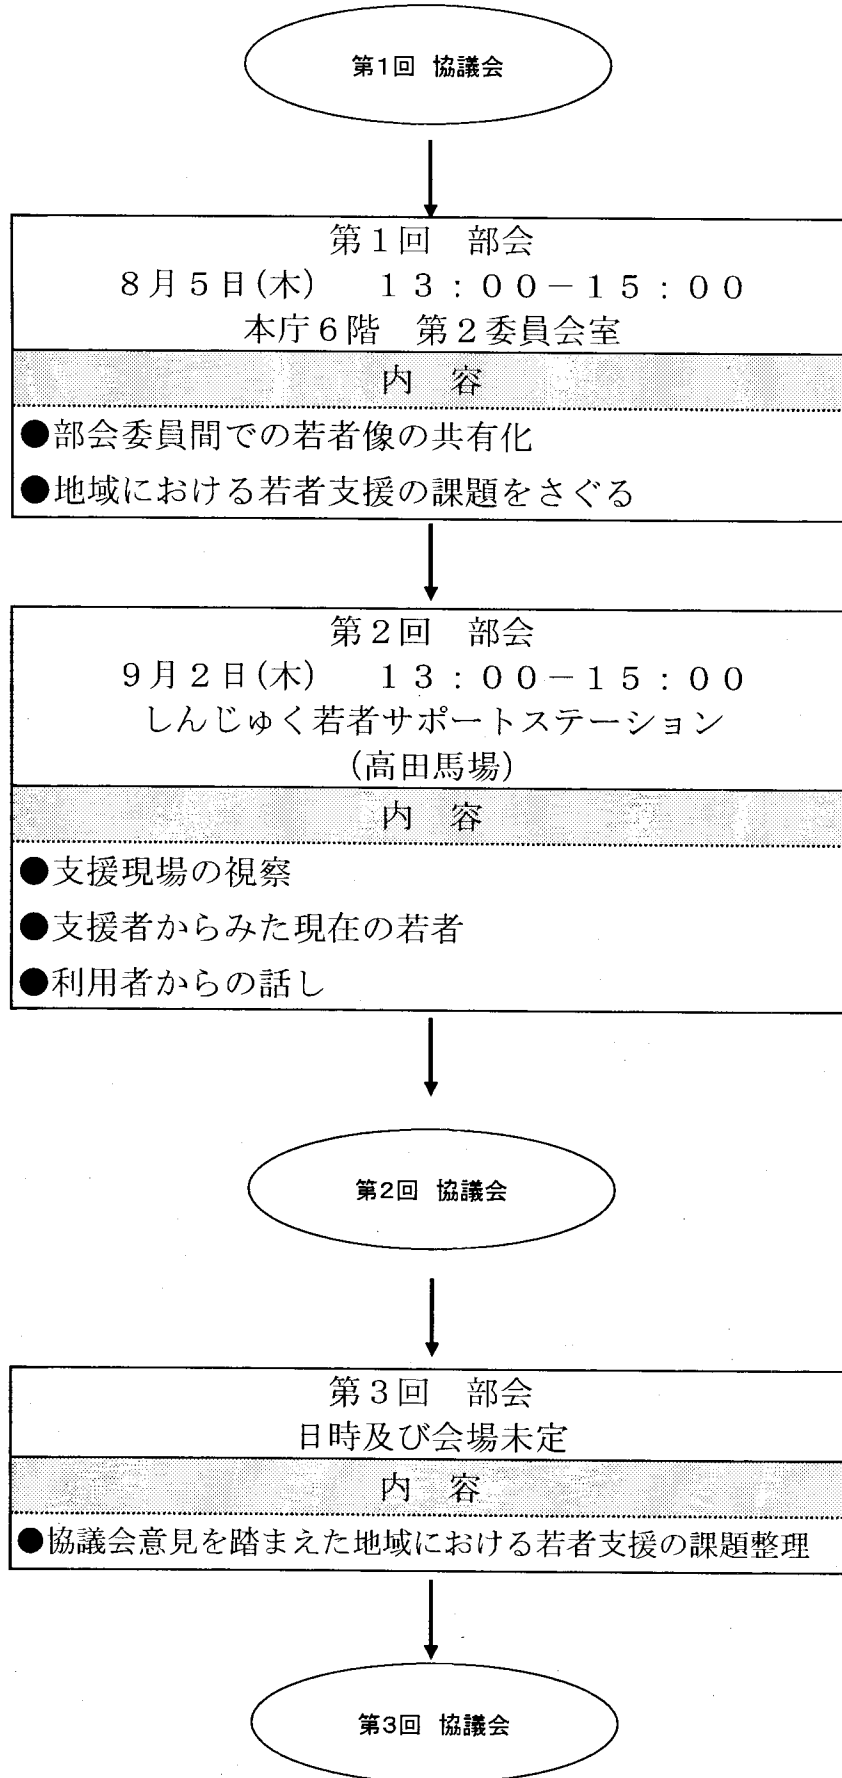 第1回 協議会
第１回　部会
８月５日(木)　１３：００－１５：００
本庁６階　第２委員会室
内　容
●部会委員間での若者像の共有化
●地域における若者支援の課題をさぐる
第２回　部会
９月２日(木)　１３：００－１５：００
しんじゅく若者サポートステーション
(高田馬場)
内　容
●支援現場の視察
●支援者からみた現在の若者
●利用者からの話し
第2回 協議会
第３回　部会
日時及び会場未定
内　容
●協議会意見を踏まえた地域における若者支援の課題整理
第3回 協議会